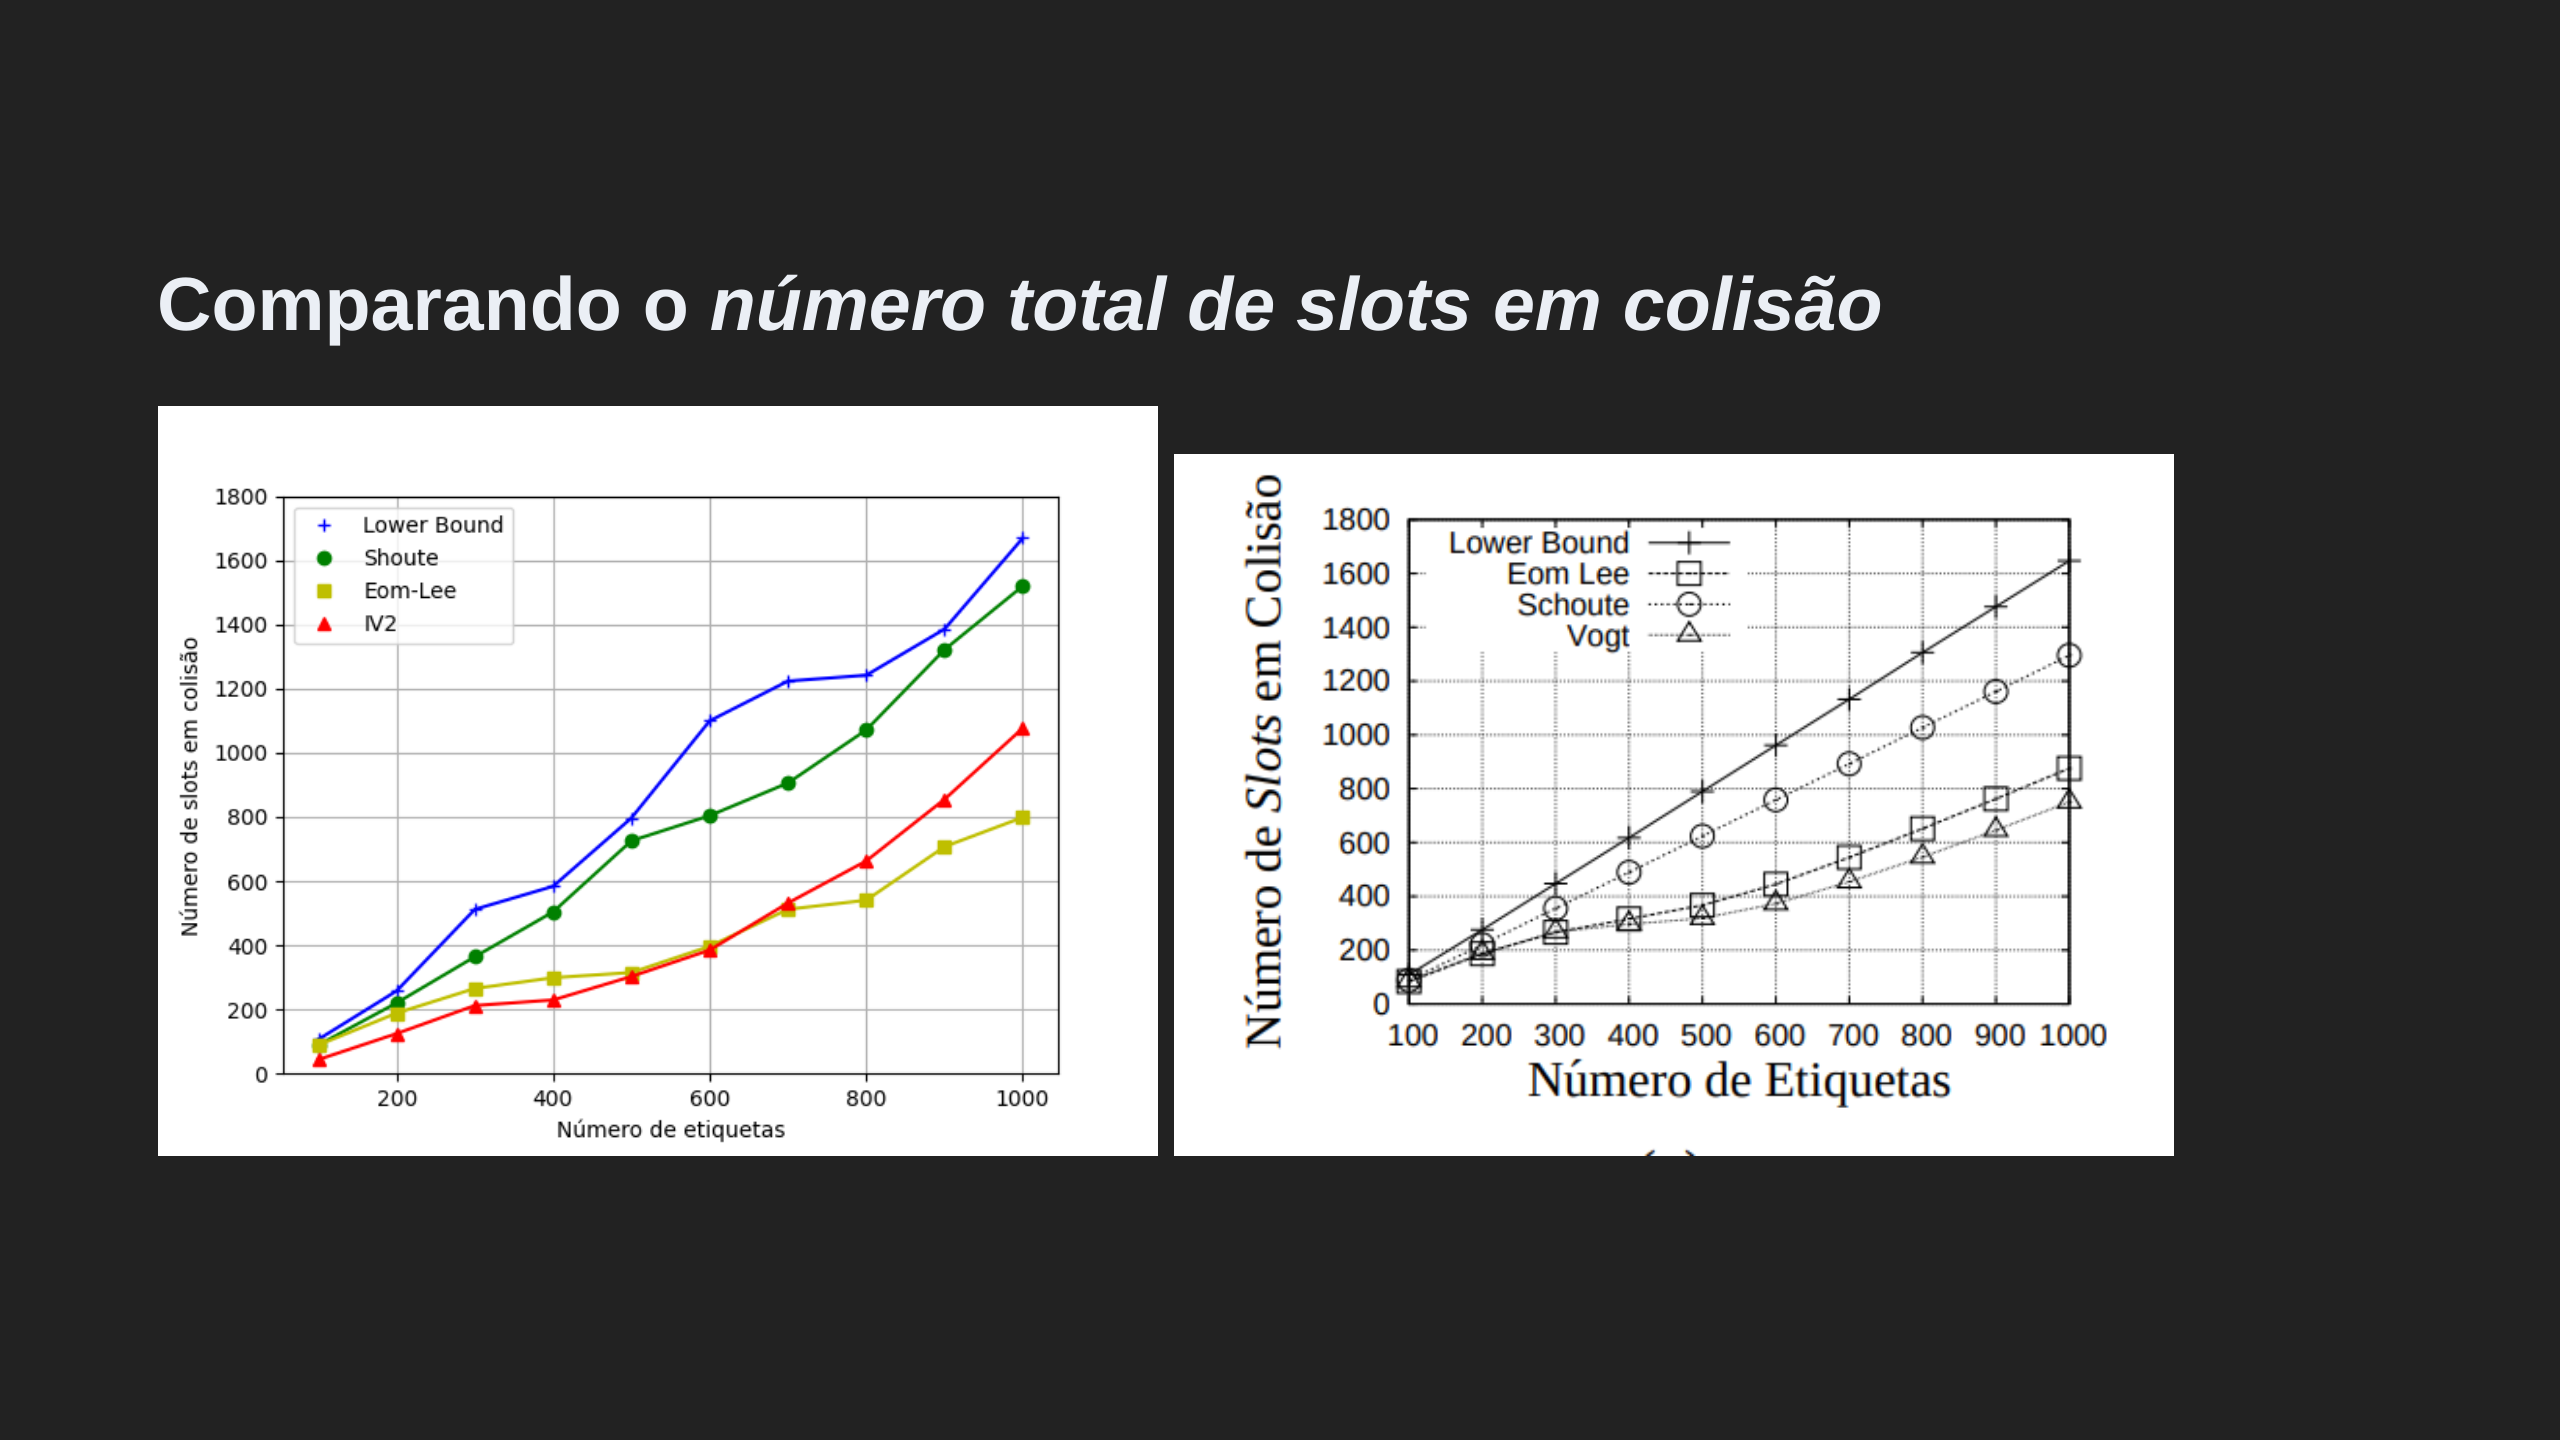 Comparando o número total de slots em colisão
1800
1600
1400
1200
1000
800
600
400
200
0
Lower Bound
Shoute
Eom-Lee
IV2
Número de slots em colisão
200 400 600 800 1000
Número de etiquetas
Número de Slots em Colisão
1800
1600
1400
1200
1000
800
600
400
200
0
Lower Bound
Eom Lee
Schoute
Vogt
100 200 300 400 500 600 700 800 900 1000
Número de Etiquetas